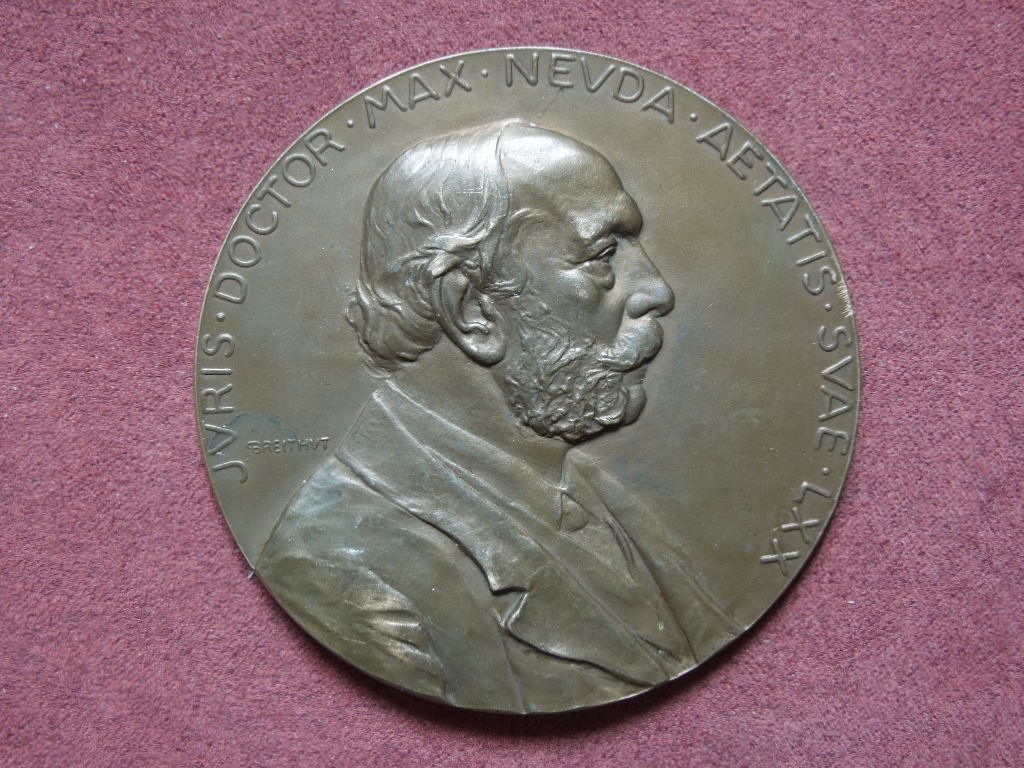 JVRIS · DOCTOR · MAX · NEVDA · AETATIS · SVAE · LXX
BREITHVT